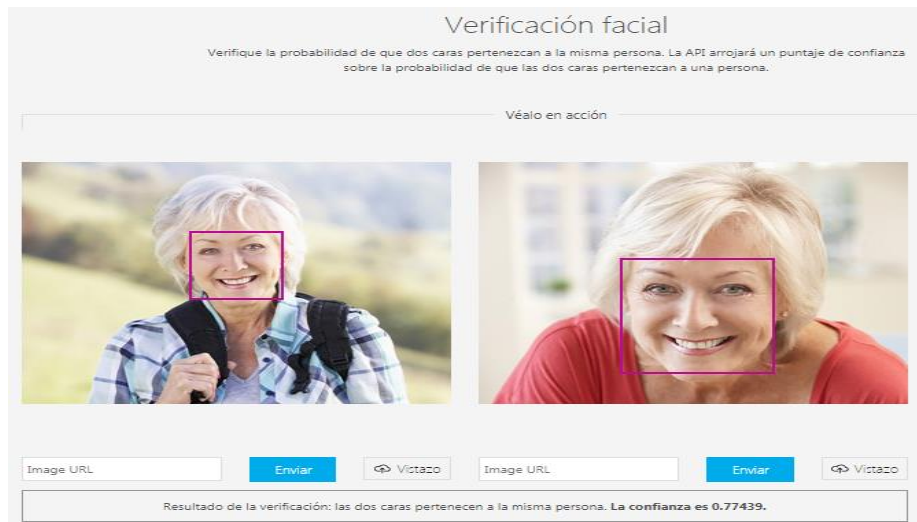 Verificación facial
Verifique la probabilidad de que dos caras pertenezcan a la misma persona. La API arrojará un puntaje de confianza
sobre la probabilidad de que las dos caras pertenezcan a una persona.
Véalo en acción
Image URL
Enviar
Vistazo
Image URL
Enviar
Vistazo
Resultado de la verificación: las dos caras pertenecen a la misma persona. La confianza es 0.77439.